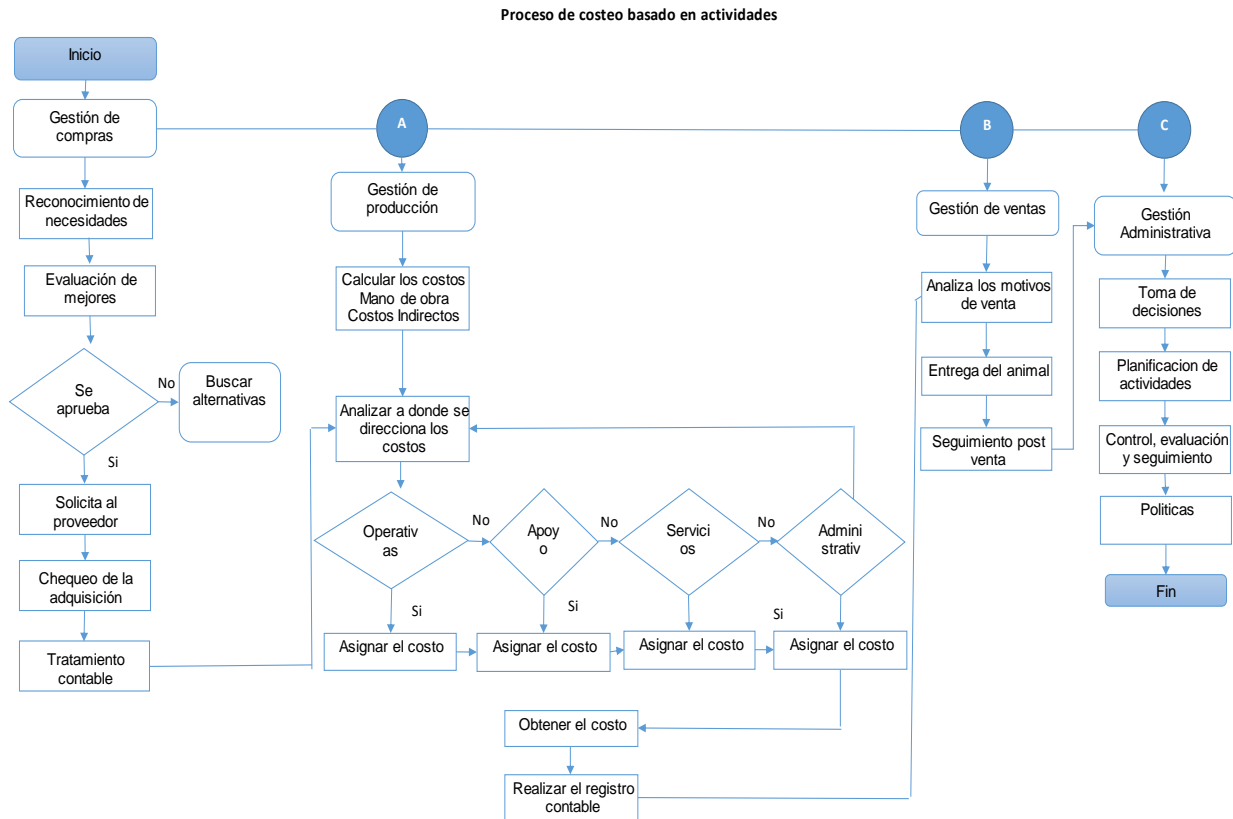 Proceso de costeo basado en actividades
Inicio
Gestión de
compras
Reconocimiento de
necesidades
Evaluación de
mejores
Se
aprueba
No
Buscar
alternativas
Si
Solicita al
proveedor
Chequeo de la
adquisición
Tratamiento
contable
A
Gestión de
producción
Calcular los costos
Mano de obra
Costos Indirectos
Analizar a donde se
direcciona los
costos
Operativ
as
No
Apoy
o
No
Servici
os
No
Admini
strativ
Si
Si
Si
Asignar el costo
Asignar el costo
Asignar el costo
Asignar el costo
Obtener el costo
Realizar el registro
contable
B
Gestión de ventas
Analiza los motivos
de venta
Entrega del animal
Seguimiento post
venta
C
Gestión
Administrativa
Toma de
decisiones
Planificacion de
actividades
Control, evaluación
y seguimiento
Politicas
Fin